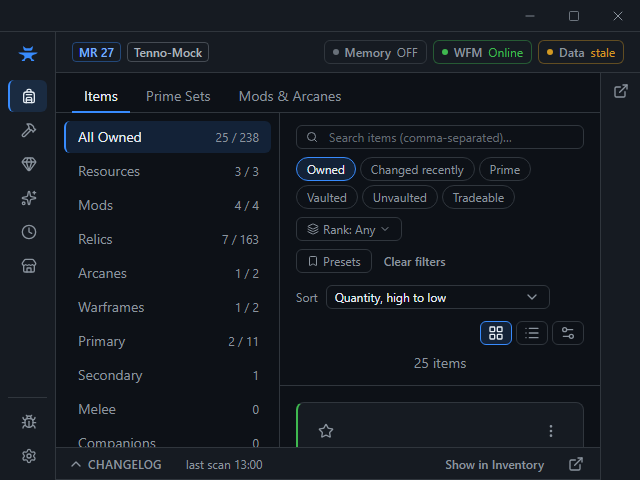 MR 27 Tenno-Mock Memory OFF WFM Online Data stale
Items Prime Sets Mods & Arcanes
All Owned 25 / 238
Resources 3 / 3
Mods 4 / 4
Relics 7 / 163
Arcanes 1 / 2
Warframes 1 / 2
Primary 2 / 11
Secondary 1
Melee 0
Companions 0
Search items (comma-separated)...
Owned Changed recently Prime
Vaulted Unvaulted Tradeable
Rank: Any
Presets Clear filters
Sort Quantity, high to low
25 items
CHANGELOG last scan 13:00 Show in Inventory